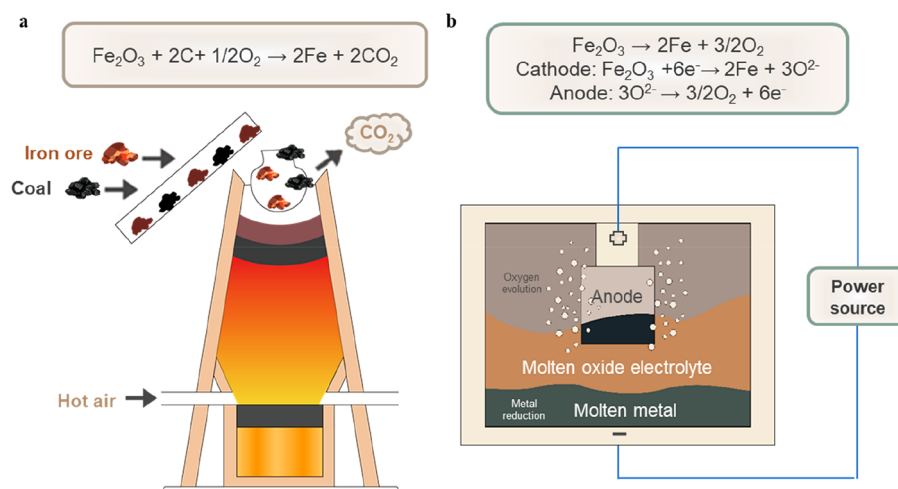 a
Fe₂O₃ + 2C+ 1/2O₂ → 2Fe + 2CO₂
CO₂
Iron ore
Coal
Hot air
b
Fe₂O₃ → 2Fe + 3/2O₂
Cathode: Fe₂O₃ +6e⁻→ 2Fe + 3O²⁻
Anode: 3O²⁻ → 3/2O₂ + 6e⁻
Oxygen
evolution
Anode
Power
source
Molten oxide electrolyte
Metal
reduction
Molten metal